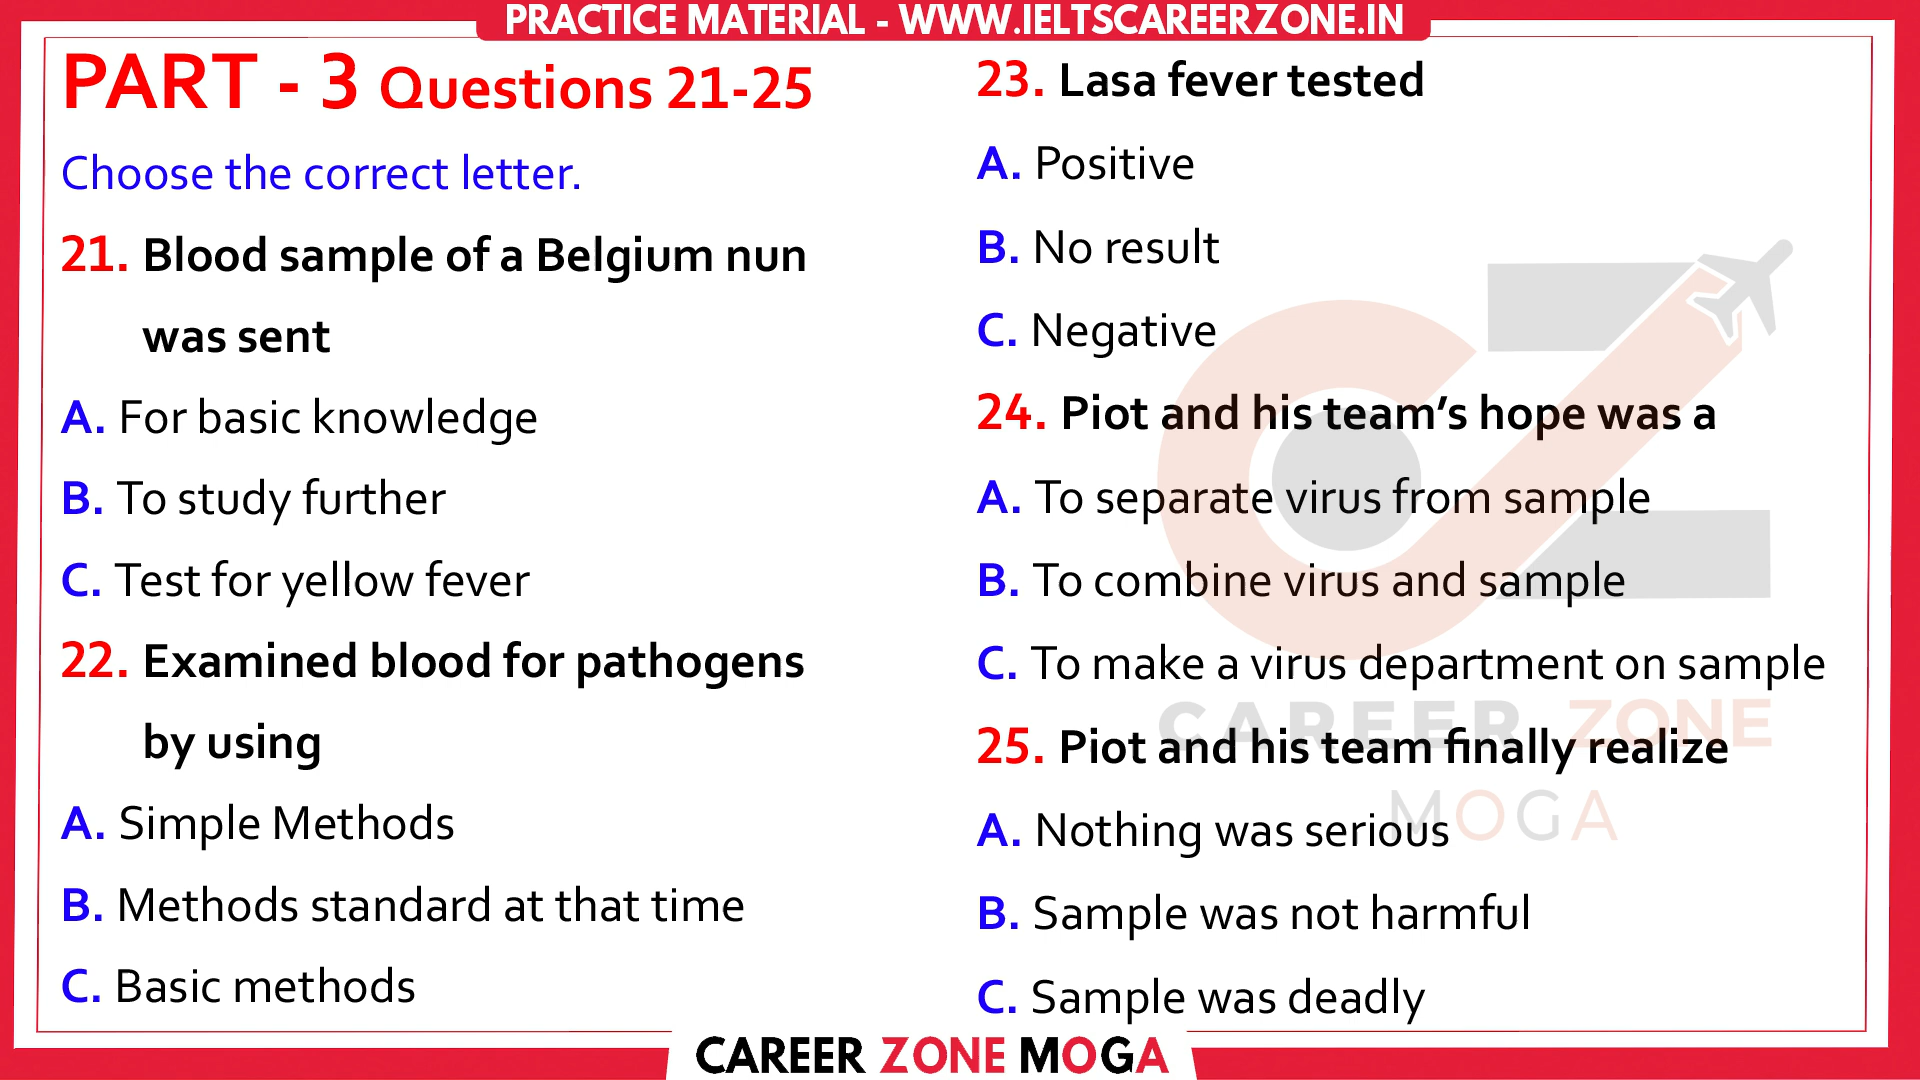 PRACTICE MATERIAL - WWW.IELTSCAREERZONE.IN
PART - 3 Questions 21-25
Choose the correct letter.
21. Blood sample of a Belgium nun
was sent
A. For basic knowledge
B. To study further
C. Test for yellow fever
22. Examined blood for pathogens
by using
A. Simple Methods
B. Methods standard at that time
C. Basic methods
23. Lasa fever tested
A. Positive
B. No result
C. Negative
24. Piot and his team’s hope was a
A. To separate virus from sample
B. To combine virus and sample
C. To make a virus department on sample
25. Piot and his team finally realize
A. Nothing was serious
B. Sample was not harmful
C. Sample was deadly
CAREER ZONE
MOGA
CAREER ZONE MOGA